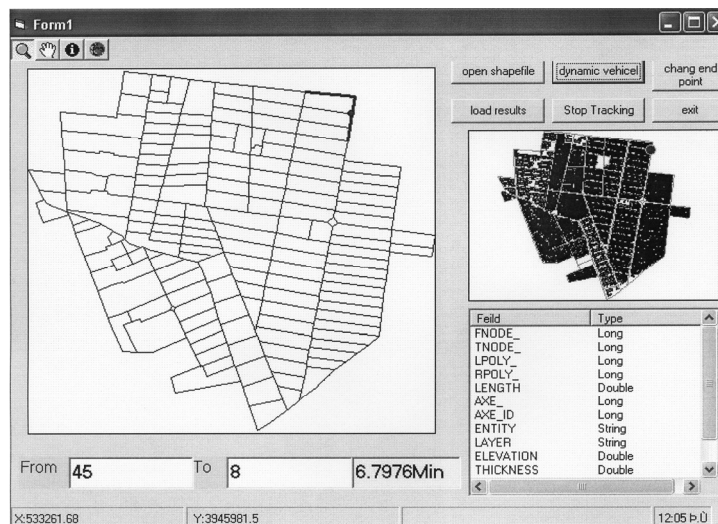 Form1
open shapefile
dynamic vehicel
chang end
point
load results
Stop Tracking
exit
Feild Type
FNODE_ Long
TNODE_ Long
LPOLY_ Long
RPOLY_ Long
LENGTH Double
AXE_ Long
AXE_ID Long
ENTITY String
LAYER String
ELEVATION Double
THICKNESS Double
From 45 To 8 6.7976Min
X:533261.68 Y:3945981.5 12:05 Þ.Ù